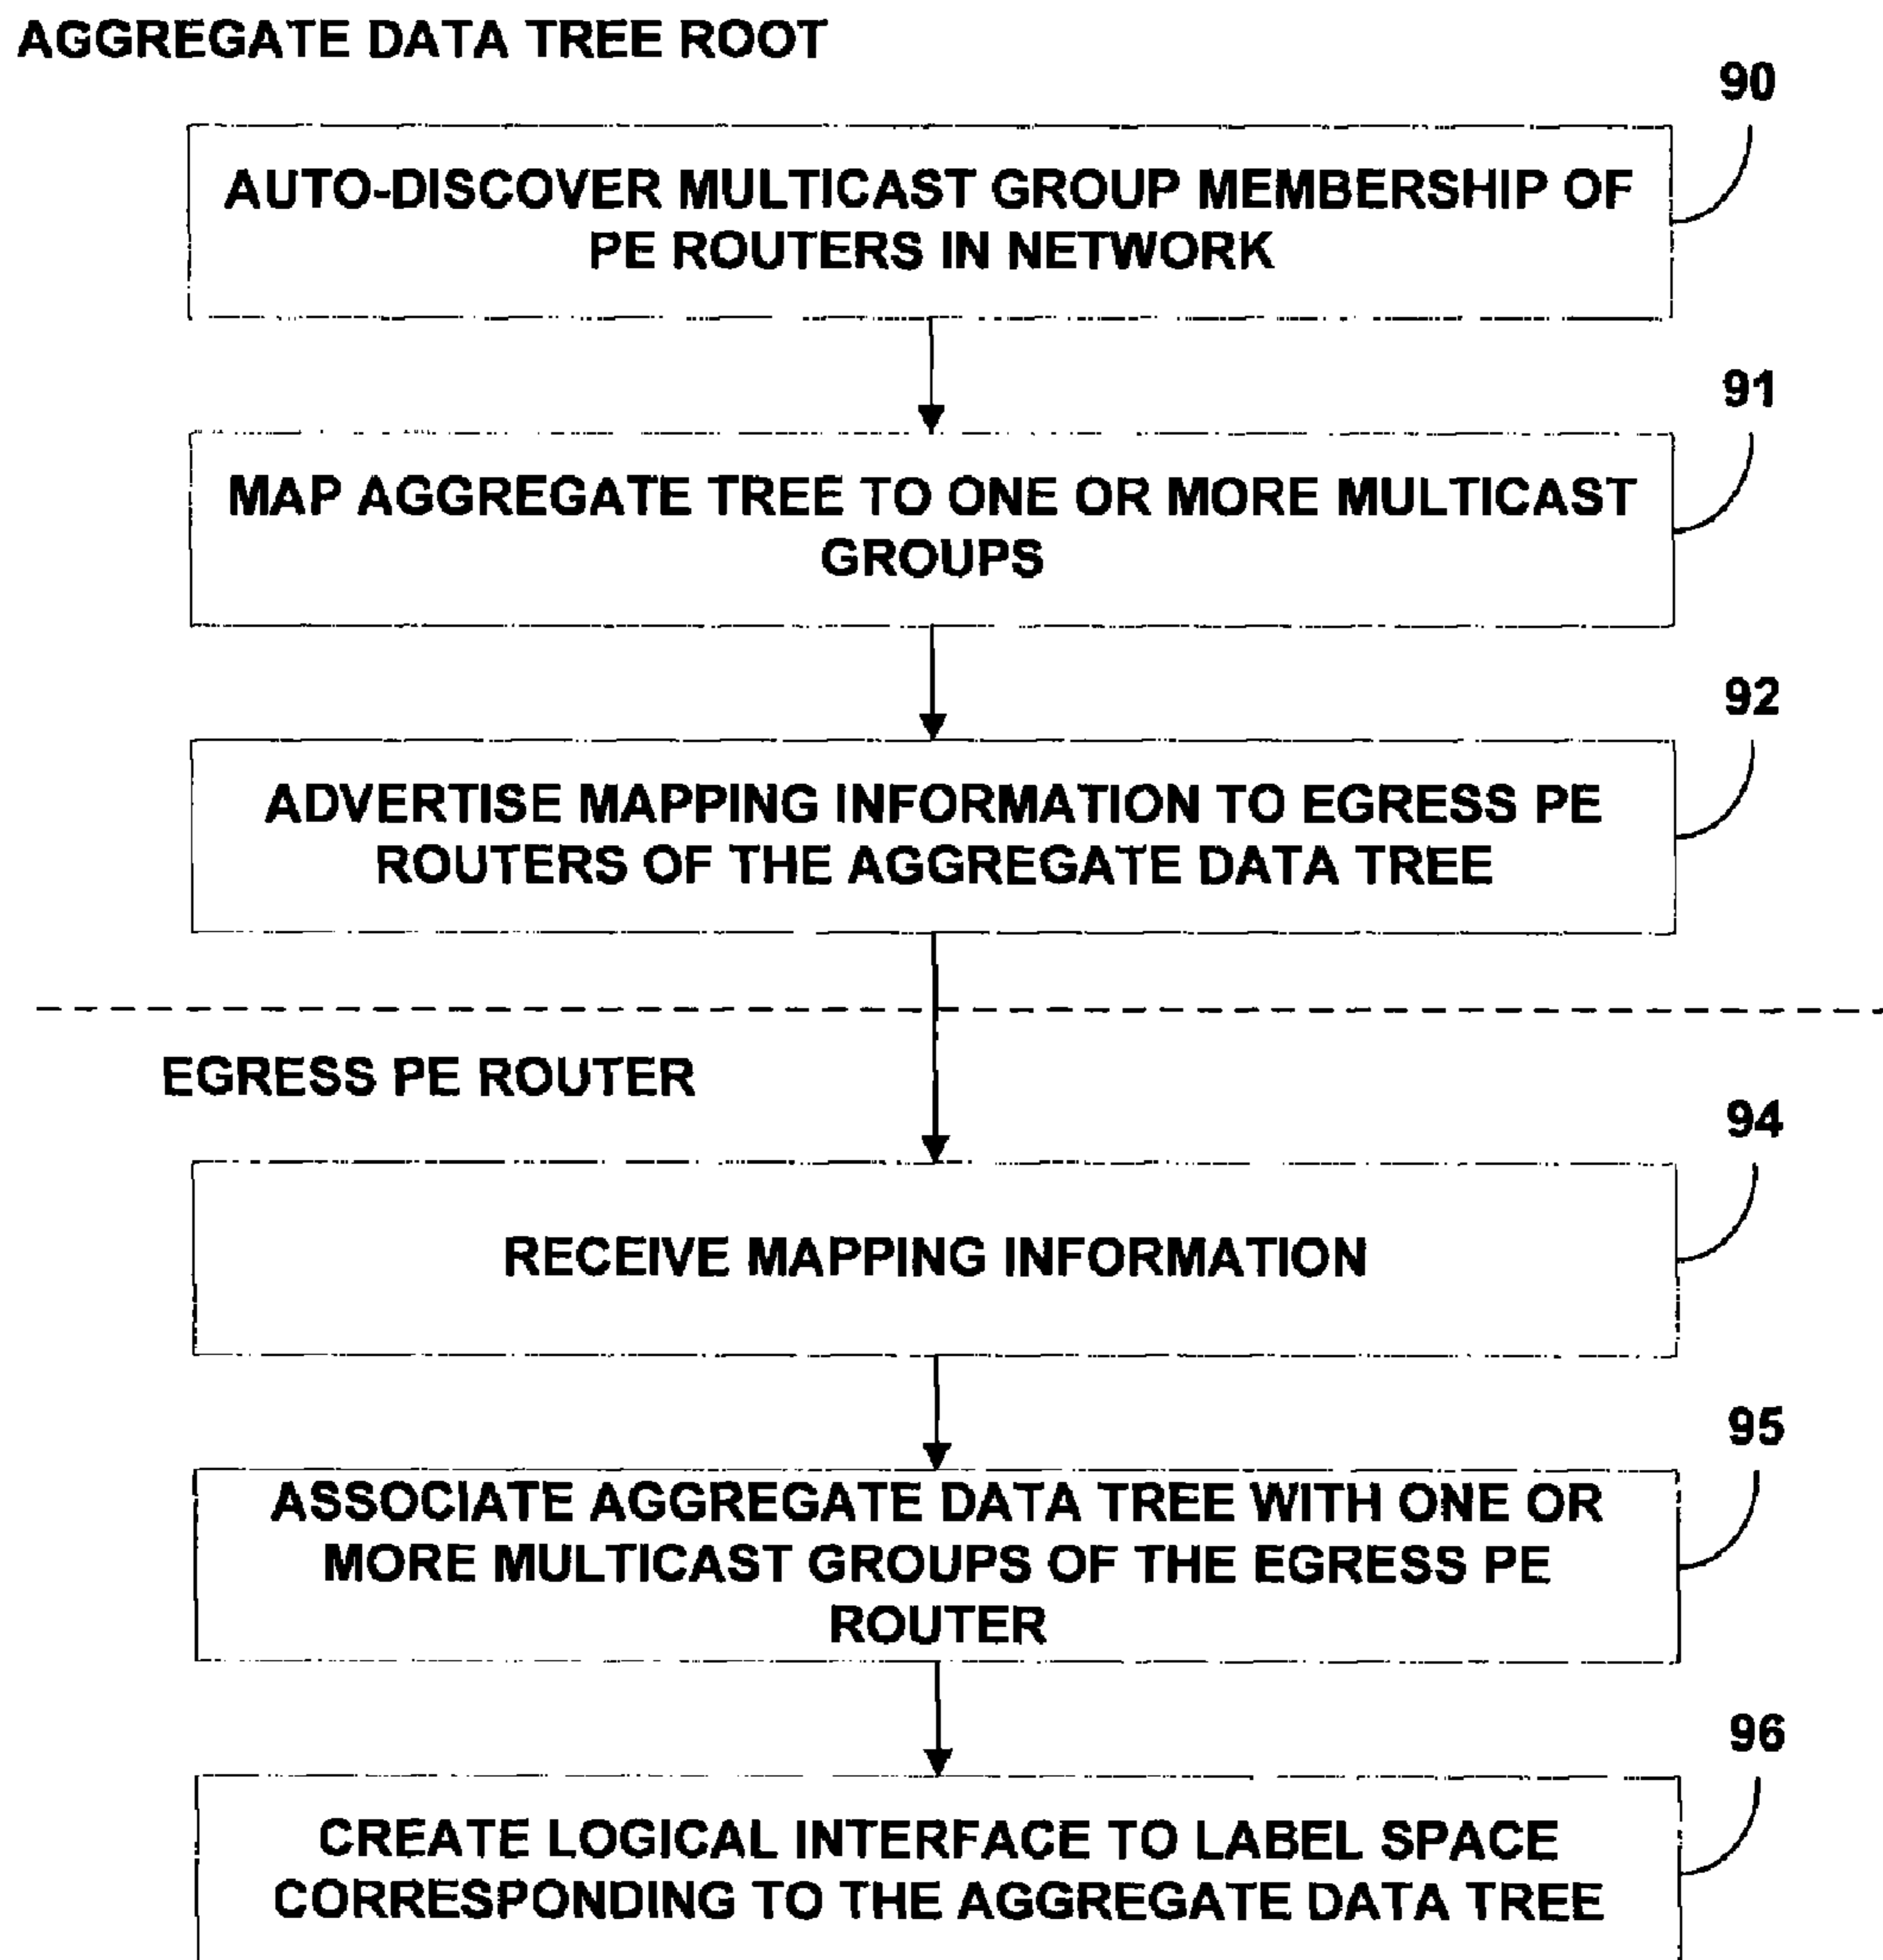 AGGREGATE DATA TREE ROOT
90
AUTO-DISCOVER MULTICAST GROUP MEMBERSHIP OF
PE ROUTERS IN NETWORK
91
MAP AGGREGATE TREE TO ONE OR MORE MULTICAST
GROUPS
92
ADVERTISE MAPPING INFORMATION TO EGRESS PE
ROUTERS OF THE AGGREGATE DATA TREE
EGRESS PE ROUTER
94
RECEIVE MAPPING INFORMATION
95
ASSOCIATE AGGREGATE DATA TREE WITH ONE OR
MORE MULTICAST GROUPS OF THE EGRESS PE
ROUTER
96
CREATE LOGICAL INTERFACE TO LABEL SPACE
CORRESPONDING TO THE AGGREGATE DATA TREE